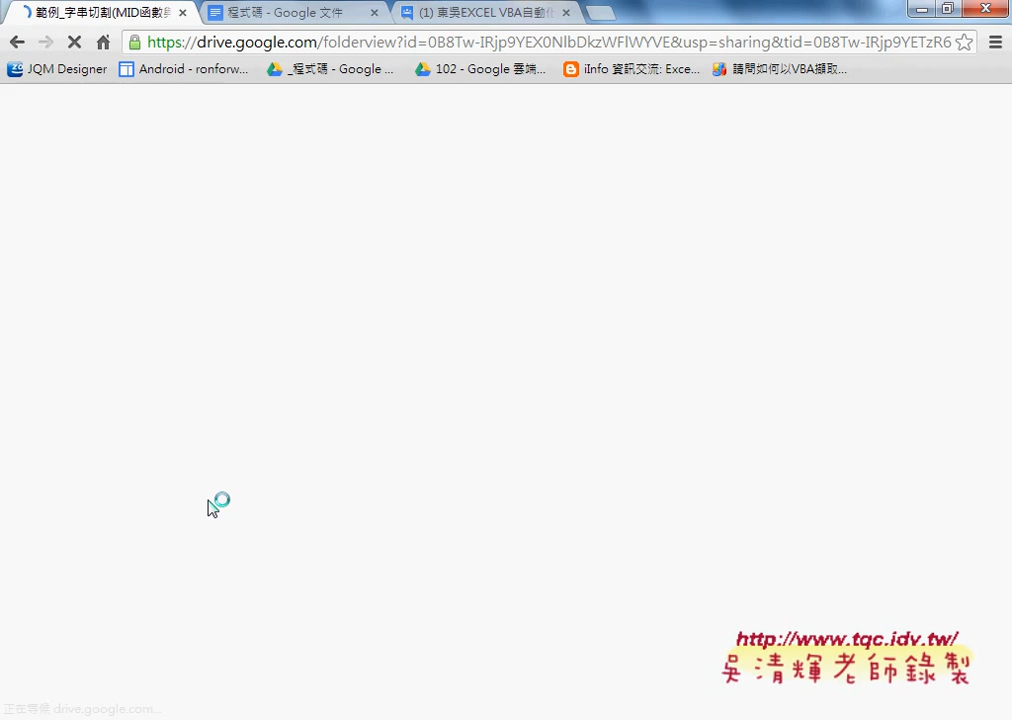 範例_字串切割(MID函數與
程式碼 - Google 文件
(1) 東吳EXCEL VBA自動化
https://drive.google.com/folderview?id=0B8Tw-IRjp9YEX0NlbDkzWFlWYVE&usp=sharing&tid=0B8Tw-IRjp9YETzR6
JQM Designer
Android - ronforw...
_程式碼 - Google ...
102 - Google 雲端...
iInfo 資訊交流: Exce...
請問如何以VBA擷取...
http://www.tqc.idv.tw/
吳清輝老師錄製
正在等候 drive.google.com...